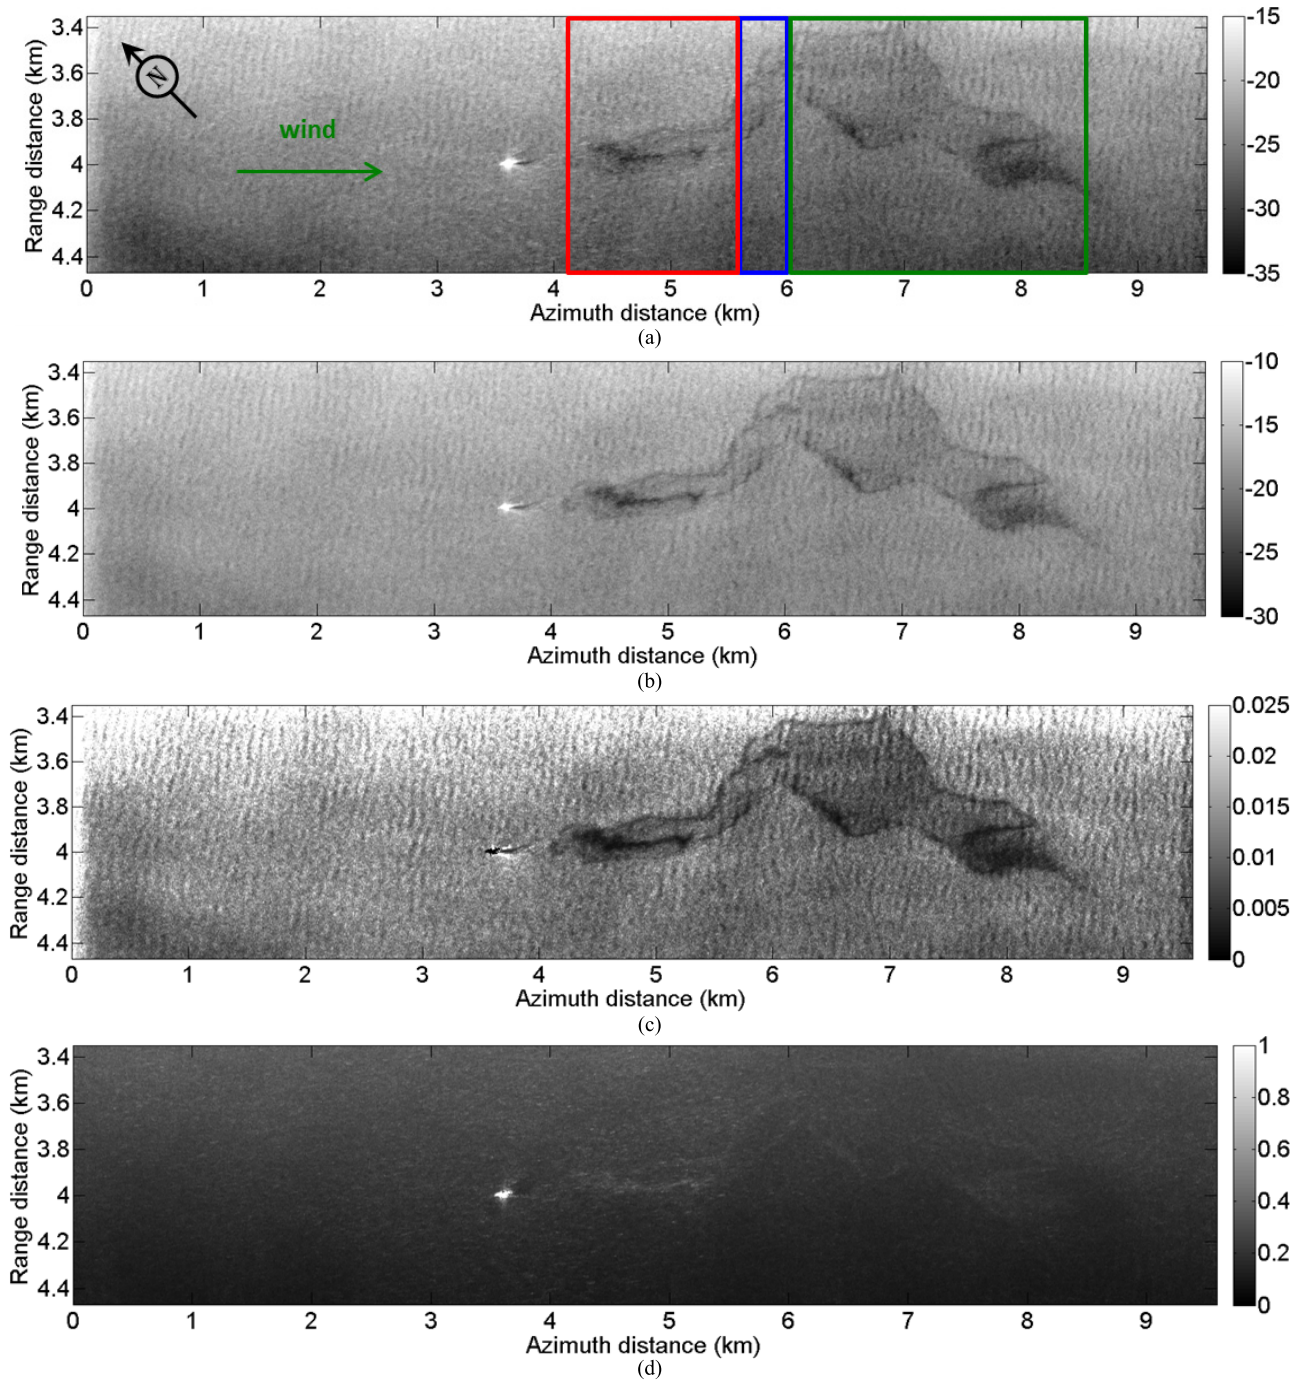 Range distance (km)
3.4
3.6
3.8
4
4.2
4.4
N
wind
0 1 2 3 4 5 6 7 8 9
Azimuth distance (km)
-15
-20
-25
-30
-35
(a)
Range distance (km)
3.4
3.6
3.8
4
4.2
4.4
0 1 2 3 4 5 6 7 8 9
Azimuth distance (km)
-10
-15
-20
-25
-30
(b)
Range distance (km)
3.4
3.6
3.8
4
4.2
4.4
0 1 2 3 4 5 6 7 8 9
Azimuth distance (km)
0.025
0.02
0.015
0.01
0.005
0
(c)
Range distance (km)
3.4
3.6
3.8
4
4.2
4.4
0 1 2 3 4 5 6 7 8 9
Azimuth distance (km)
1
0.8
0.6
0.4
0.2
0
(d)